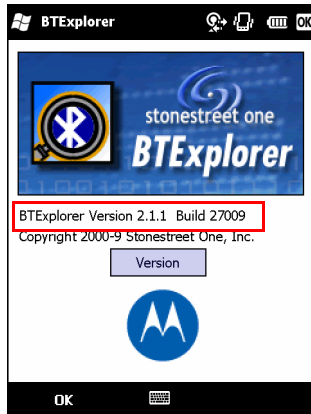 BTExplorer
OK
stonestreet one
BTExplorer
BTExplorer Version 2.1.1 Build 27009
Copyright 2000-9 Stonestreet One, Inc.
Version
OK